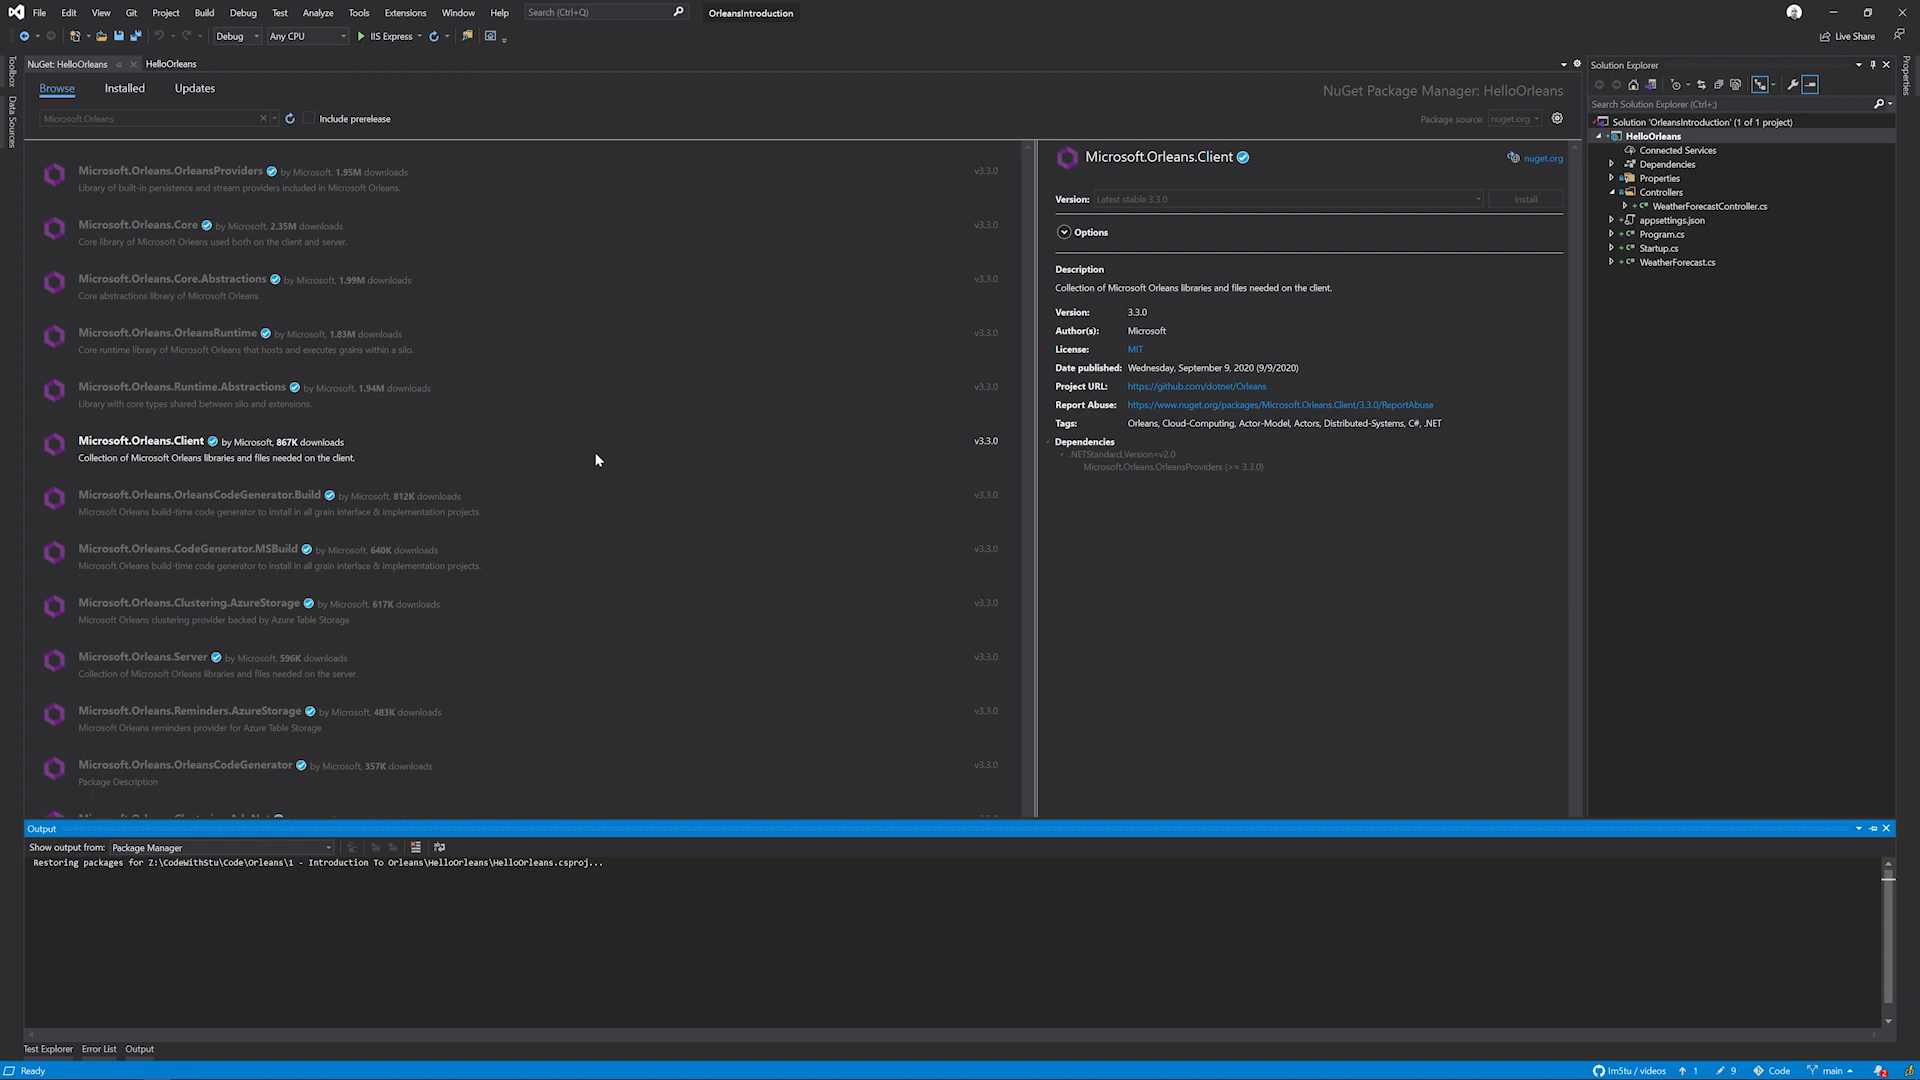 File Edit View Git Project Build Debug Test Analyze Tools Extensions Window Help Search (Ctrl+Q) OrleansIntroduction
Debug Any CPU IIS Express Live Share
Toolbox
Data Sources
NuGet: HelloOrleans HelloOrleans
Browse Installed Updates
NuGet Package Manager: HelloOrleans
Microsoft.Orleans Include prerelease
Package source: nuget.org
Microsoft.Orleans.OrleansProviders by Microsoft, 1.95M downloads v3.3.0
Library of built-in persistence and stream providers included in Microsoft Orleans.
Microsoft.Orleans.Core by Microsoft, 2.35M downloads v3.3.0
Core library of Microsoft Orleans used both on the client and server.
Microsoft.Orleans.Core.Abstractions by Microsoft, 1.99M downloads v3.3.0
Core abstractions library of Microsoft Orleans
Microsoft.Orleans.OrleansRuntime by Microsoft, 1.83M downloads v3.3.0
Core runtime library of Microsoft Orleans that hosts and executes grains within a silo.
Microsoft.Orleans.Runtime.Abstractions by Microsoft, 1.94M downloads v3.3.0
Library with core types shared between silo and extensions.
Microsoft.Orleans.Client by Microsoft, 867K downloads v3.3.0
Collection of Microsoft Orleans libraries and files needed on the client.
Microsoft.Orleans.OrleansCodeGenerator.Build by Microsoft, 812K downloads v3.3.0
Microsoft Orleans build-time code generator to install in all grain interface & implementation projects.
Microsoft.Orleans.CodeGenerator.MSBuild by Microsoft, 640K downloads v3.3.0
Microsoft Orleans build-time code generator to install in all grain interface & implementation projects.
Microsoft.Orleans.Clustering.AzureStorage by Microsoft, 617K downloads v3.3.0
Microsoft Orleans clustering provider backed by Azure Table Storage
Microsoft.Orleans.Server by Microsoft, 596K downloads v3.3.0
Collection of Microsoft Orleans libraries and files needed on the server.
Microsoft.Orleans.Reminders.AzureStorage by Microsoft, 483K downloads v3.3.0
Microsoft Orleans reminders provider for Azure Table Storage
Microsoft.Orleans.OrleansCodeGenerator by Microsoft, 357K downloads v3.3.0
Package Description
Microsoft.Orleans.Client nuget.org
Version: Latest stable 3.3.0 Install
Options
Description
Collection of Microsoft Orleans libraries and files needed on the client.
Version: 3.3.0
Author(s): Microsoft
License: MIT
Date published: Wednesday, September 9, 2020 (9/9/2020)
Project URL: https://github.com/dotnet/Orleans
Report Abuse: https://www.nuget.org/packages/Microsoft.Orleans.Client/3.3.0/ReportAbuse
Tags: Orleans, Cloud-Computing, Actor-Model, Actors, Distributed-Systems, C#, .NET
Dependencies
.NETStandard,Version=v2.0
Microsoft.Orleans.OrleansProviders (>= 3.3.0)
Solution Explorer
Search Solution Explorer (Ctrl+;)
Solution 'OrleansIntroduction' (1 of 1 project)
HelloOrleans
Connected Services
Dependencies
Properties
Controllers
WeatherForecastController.cs
appsettings.json
Program.cs
Startup.cs
WeatherForecast.cs
Properties
Output
Show output from: Package Manager
Restoring packages for Z:\CodeWithStu\Code\Orleans\1 - Introduction To Orleans\HelloOrleans\HelloOrleans.csproj...
Test Explorer Error List Output
Ready lm5tu / videos 1 9 Code main 2